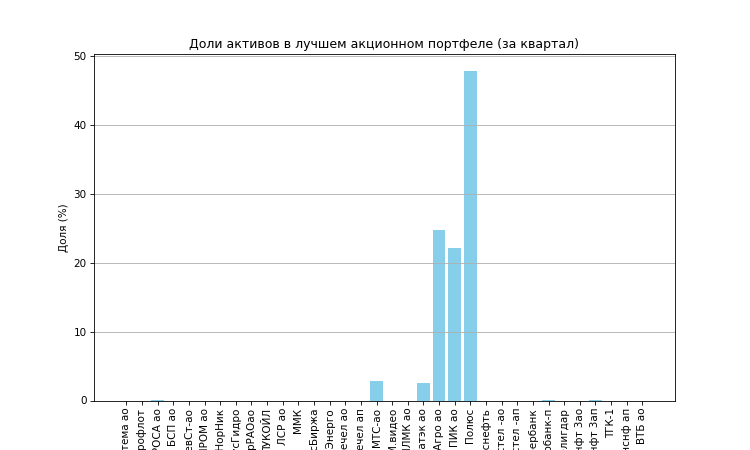 Доли активов в лучшем акционном портфеле (за квартал)
Доля (%)
50
40
30
20
10
0
тема ао
рофлот
РОСА ао
БСП ао
евСт-ао
ПРОМ ао
НорНик
сГидро
рРАОао
ЛУКОЙЛ
ЛСР ао
ММК
сБиржа
Энерго
ечел ао
ечел ап
МТС-ао
М.видео
ЛМК ао
атэк ао
Агро ао
ПИК ао
Полюс
снефть
стел -ао
стел -ап
ербанк
рбанк-п
лигдар
нфт 3ао
нфт 3ап
ТГК-1
нснф ап
ВТБ ао